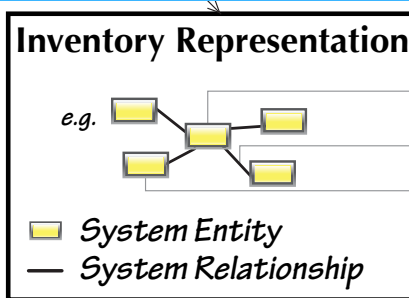 Inventory Representation
e.g.
System Entity
System Relationship